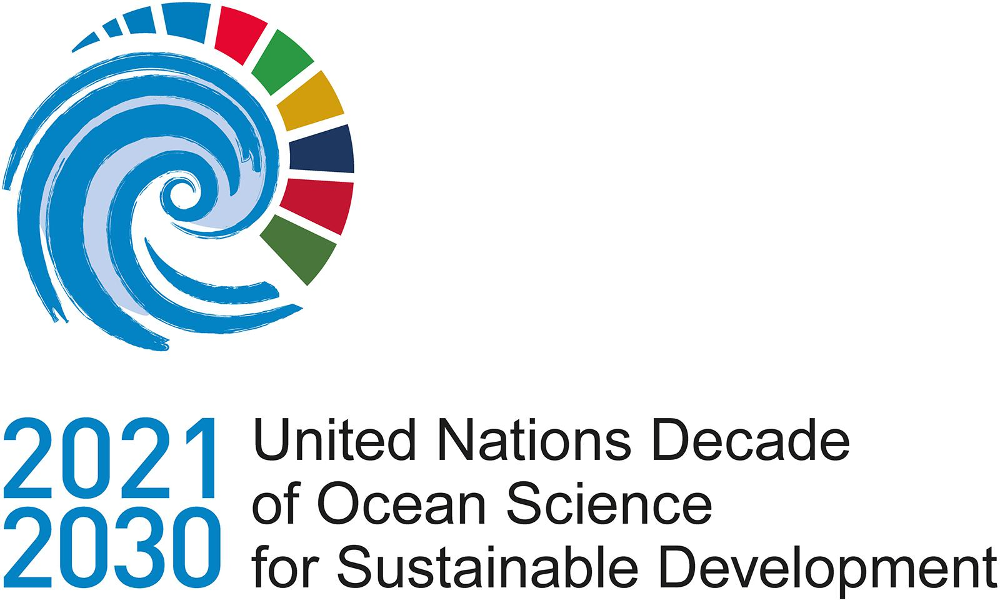 2021
2030
United Nations Decade
of Ocean Science
for Sustainable Development